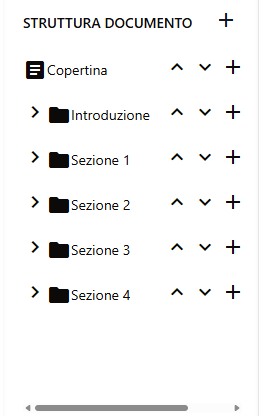 STRUTTURA DOCUMENTO
Copertina
Introduzione
Sezione 1
Sezione 2
Sezione 3
Sezione 4